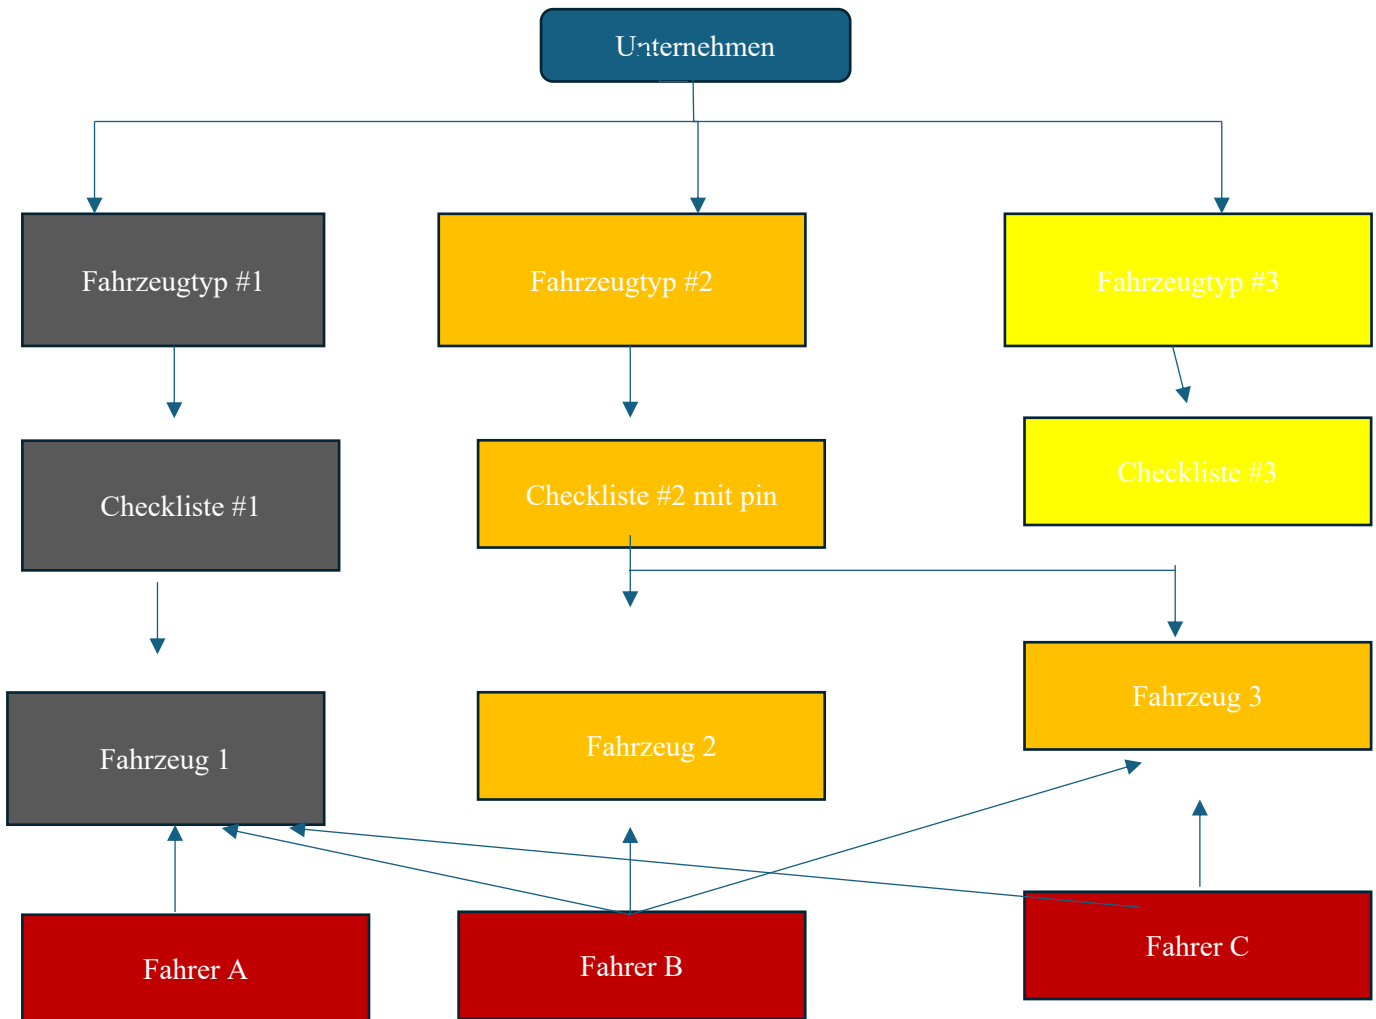 Unternehmen
Fahrzeugtyp #1
Fahrzeugtyp #2
Fahrzeugtyp #3
Checkliste #1
Checkliste #2 mit pin
Checkliste #3
Fahrzeug 1
Fahrzeug 2
Fahrzeug 3
Fahrer A
Fahrer B
Fahrer C